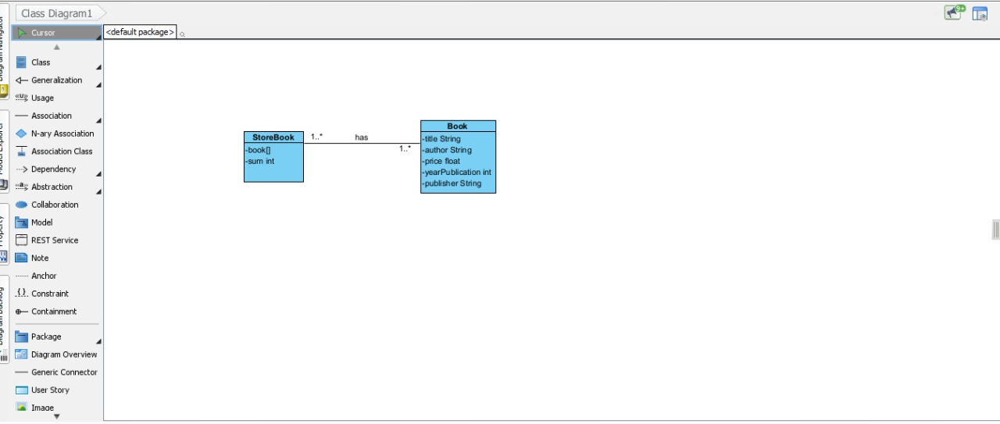 Class Diagram1
9+
Cursor
<default package>
Class
Generalization
Usage
Association
N-ary Association
Association Class
Dependency
Abstraction
Collaboration
Model
REST Service
Note
Anchor
Constraint
Containment
Package
Diagram Overview
Generic Connector
User Story
Image
StoreBook
-book[]
-sum int
1..*
has
1..*
Book
-title String
-author String
-price float
-yearPublication int
-publisher String